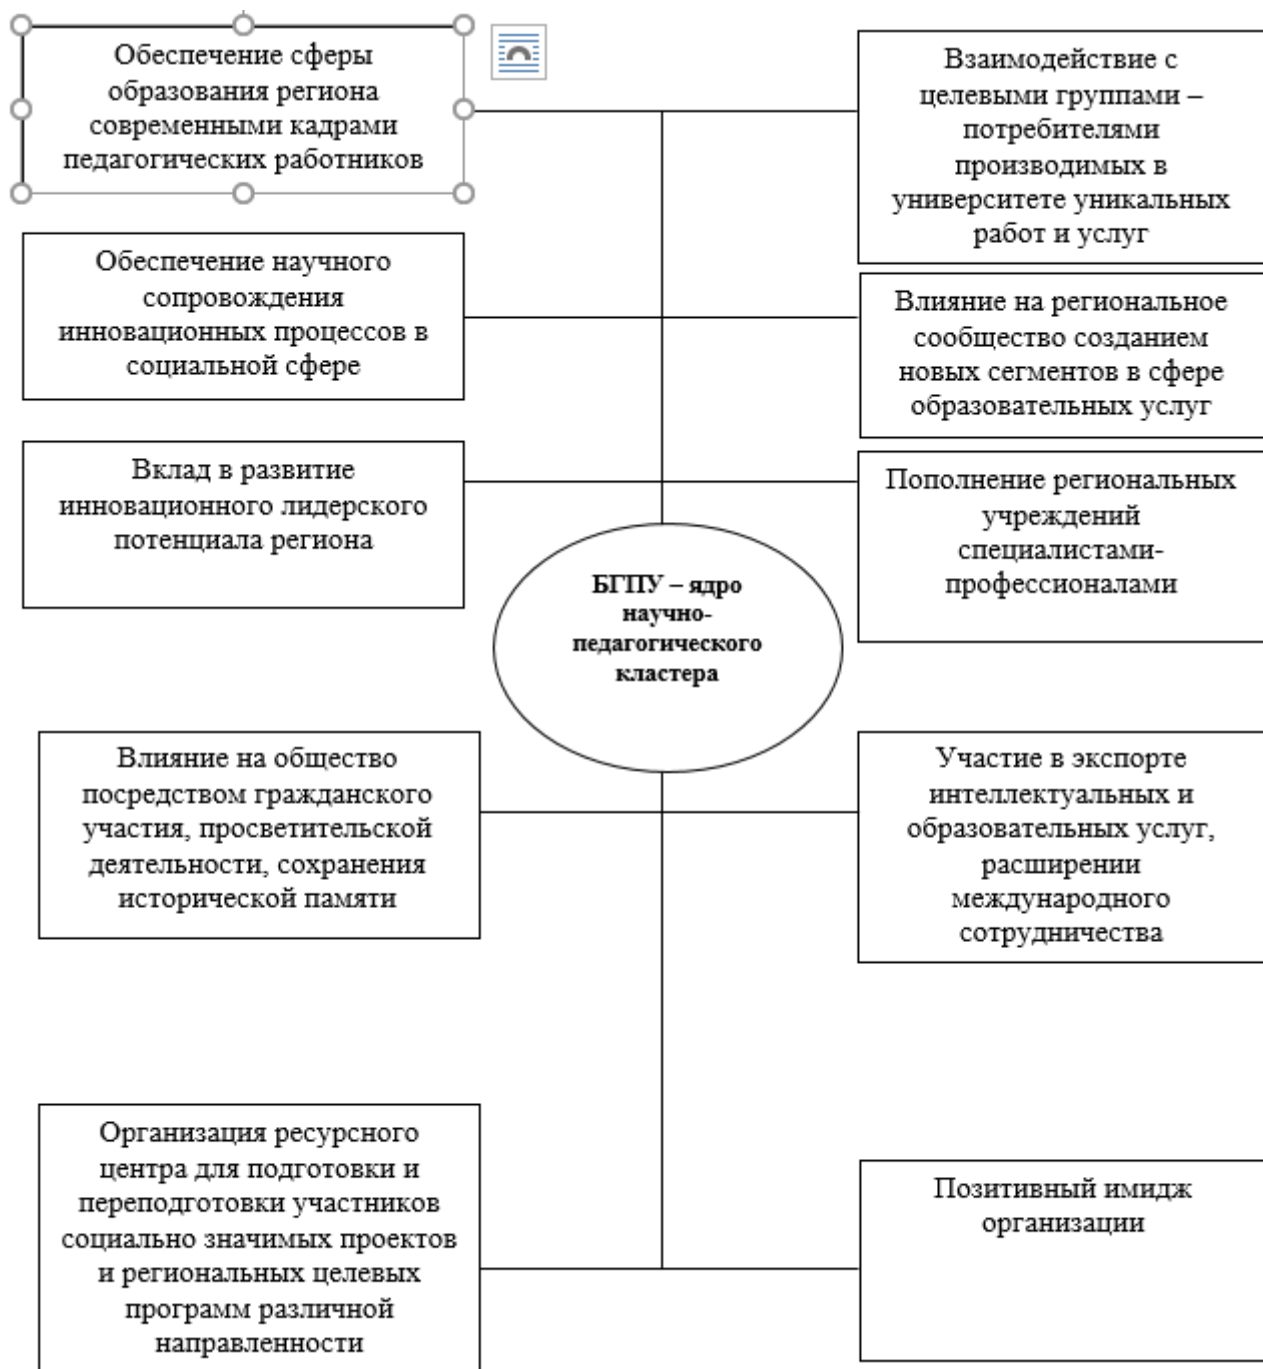 Обеспечение сферы
образования региона
современными кадрами
педагогических работников
Взаимодействие с
целевыми группами –
потребителями
производимых в
университете уникальных
работ и услуг
Обеспечение научного
сопровождения
инновационных процессов в
социальной сфере
Влияние на региональное
сообщество созданием
новых сегментов в сфере
образовательных услуг
Вклад в развитие
инновационного лидерского
потенциала региона
Пополнение региональных
учреждений
специалистами-
профессионалами
БГПУ – ядро
научно-
педагогического
кластера
Влияние на общество
посредством гражданского
участия, просветительской
деятельности, сохранения
исторической памяти
Участие в экспорте
интеллектуальных и
образовательных услуг,
расширении
международного
сотрудничества
Организация ресурсного
центра для подготовки и
переподготовки участников
социально значимых проектов
и региональных целевых
программ различной
направленности
Позитивный имидж
организации